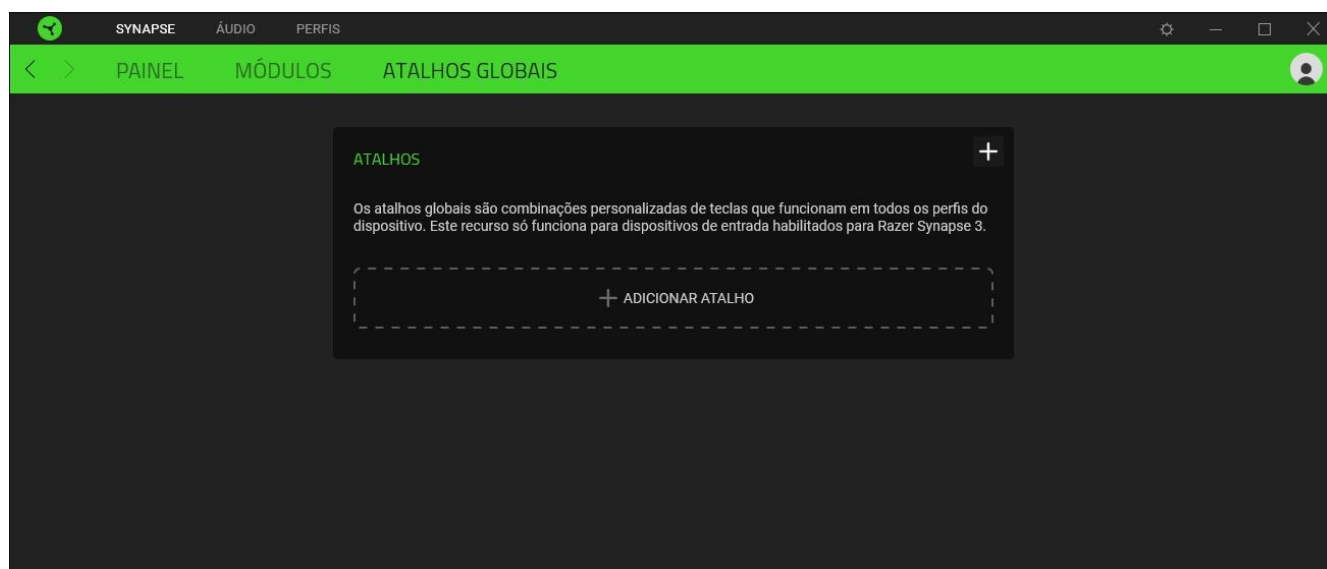 SYNAPSE ÁUDIO PERFIS
PAINEL MÓDULOS ATALHOS GLOBAIS
ATALHOS
Os atalhos globais são combinações personalizadas de teclas que funcionam em todos os perfis do
dispositivo. Este recurso só funciona para dispositivos de entrada habilitados para Razer Synapse 3.
ADICIONAR ATALHO